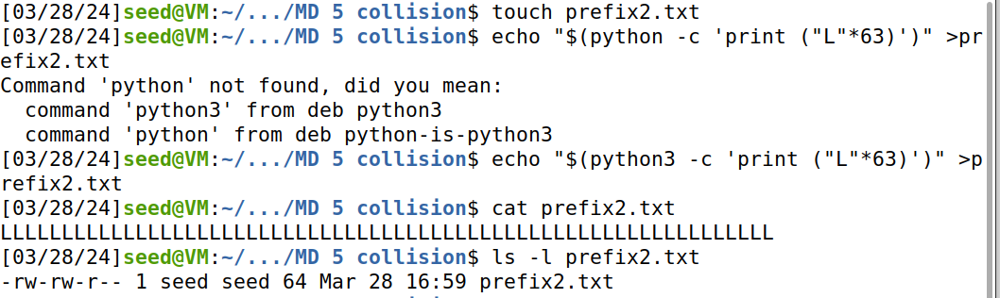 [03/28/24]seed@VM:~/.../MD 5 collision$ touch prefix2.txt
[03/28/24]seed@VM:~/.../MD 5 collision$ echo "$(python -c 'print ("L"*63)')" >pr
efix2.txt
Command 'python' not found, did you mean:
  command 'python3' from deb python3
  command 'python' from deb python-is-python3
[03/28/24]seed@VM:~/.../MD 5 collision$ echo "$(python3 -c 'print ("L"*63)')" >p
refix2.txt
[03/28/24]seed@VM:~/.../MD 5 collision$ cat prefix2.txt
LLLLLLLLLLLLLLLLLLLLLLLLLLLLLLLLLLLLLLLLLLLLLLLLLLLLLLLLLLLLLLL
[03/28/24]seed@VM:~/.../MD 5 collision$ ls -l prefix2.txt
-rw-rw-r-- 1 seed seed 64 Mar 28 16:59 prefix2.txt